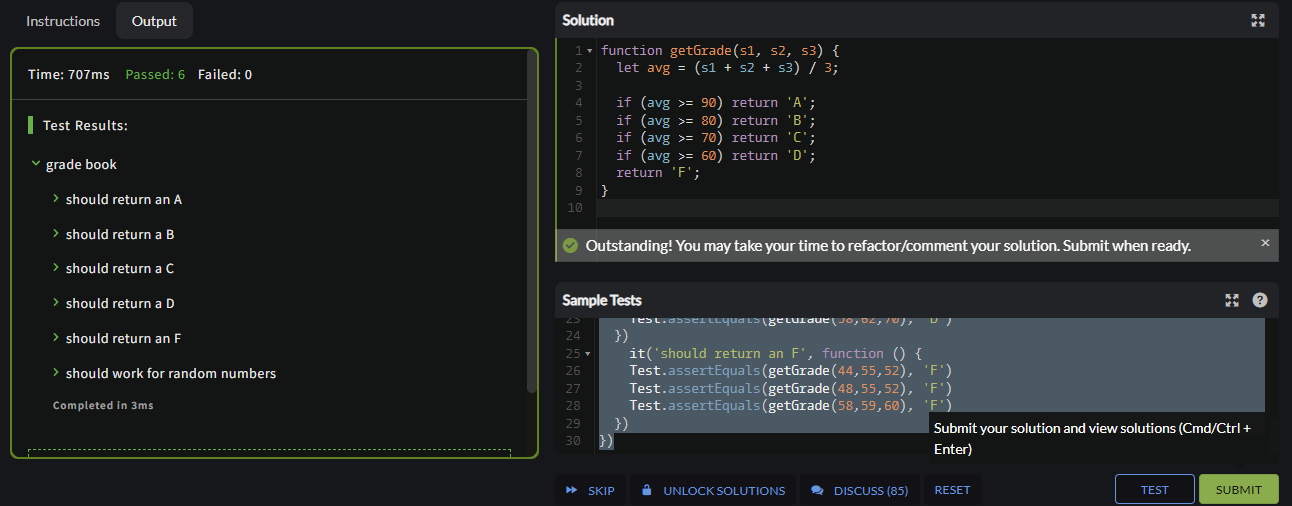 Instructions
Output
Time: 707ms Passed: 6 Failed: 0
Test Results:
grade book
should return an A
should return a B
should return a C
should return a D
should return an F
should work for random numbers
Completed in 3ms
Solution
1 function getGrade(s1, s2, s3) {
2 let avg = (s1 + s2 + s3) / 3;
3
4 if (avg >= 90) return 'A';
5 if (avg >= 80) return 'B';
6 if (avg >= 70) return 'C';
7 if (avg >= 60) return 'D';
8 return 'F';
9 }
10
Outstanding! You may take your time to refactor/comment your solution. Submit when ready.
Sample Tests
23 Test.assertEquals(getGrade(58,62,70), 'D')
24 })
25 it('should return an F', function () {
26 Test.assertEquals(getGrade(44,55,52), 'F')
27 Test.assertEquals(getGrade(48,55,52), 'F')
28 Test.assertEquals(getGrade(58,59,60), 'F')
29 })
30 })
Submit your solution and view solutions (Cmd/Ctrl +
Enter)
SKIP
UNLOCK SOLUTIONS
DISCUSS (85)
RESET
TEST
SUBMIT